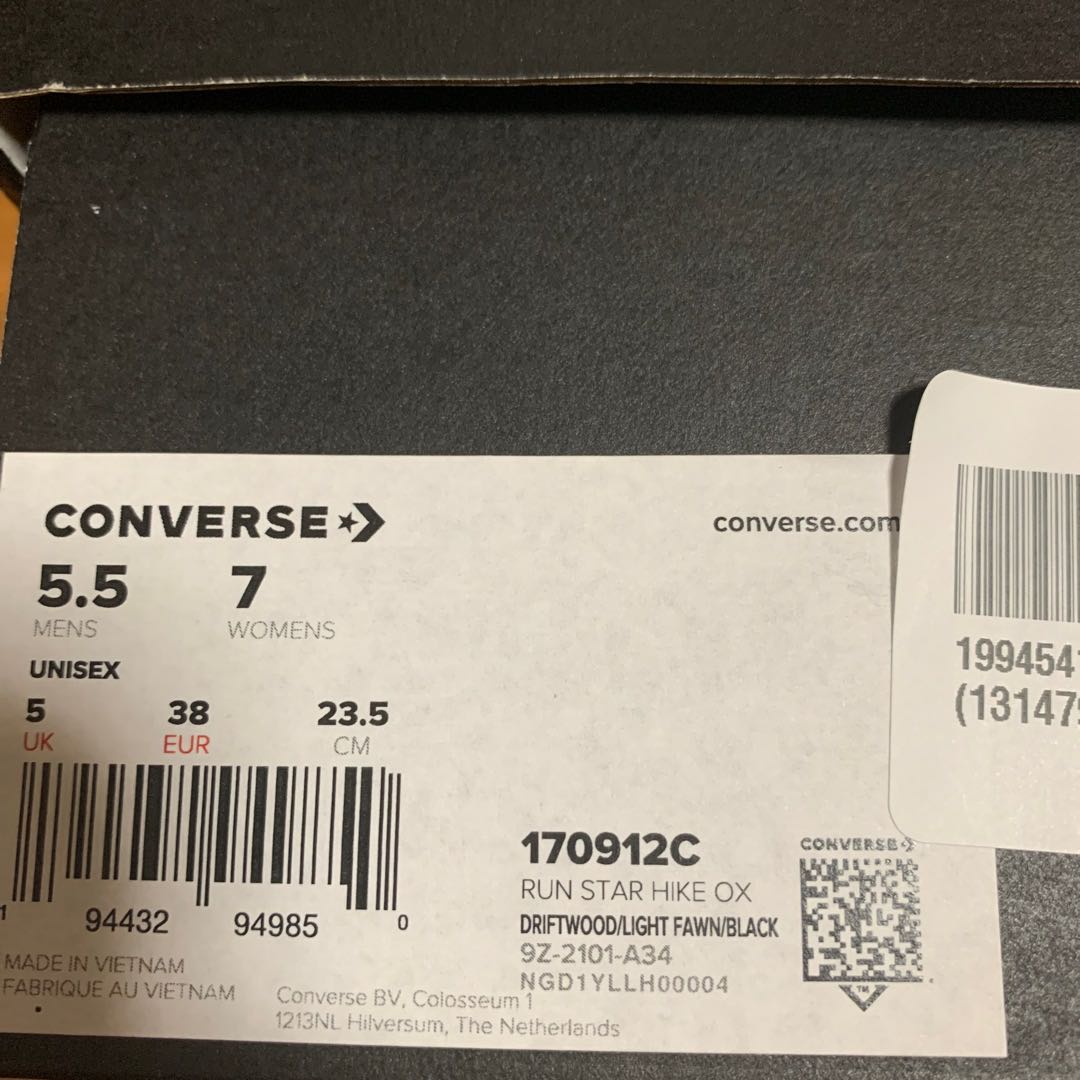 CONVERSE
converse.com
5.5 7
MENS WOMENS
UNISEX
5 38 23.5
UK EUR CM
1 94432 94985 0
MADE IN VIETNAM
FABRIQUE AU VIETNAM
Converse BV, Colosseum 1
1213NL Hilversum, The Netherlands
170912C
RUN STAR HIKE OX
DRIFTWOOD/LIGHT FAWN/BLACK
9Z-2101-A34
NGD1YLLH00004
CONVERSE
TM